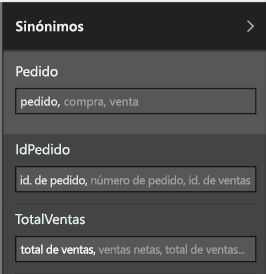 Sinónimos
Pedido
pedido, compra, venta
IdPedido
id. de pedido, número de pedido, id. de ventas
TotalVentas
total de ventas, ventas netas, total de ventas...